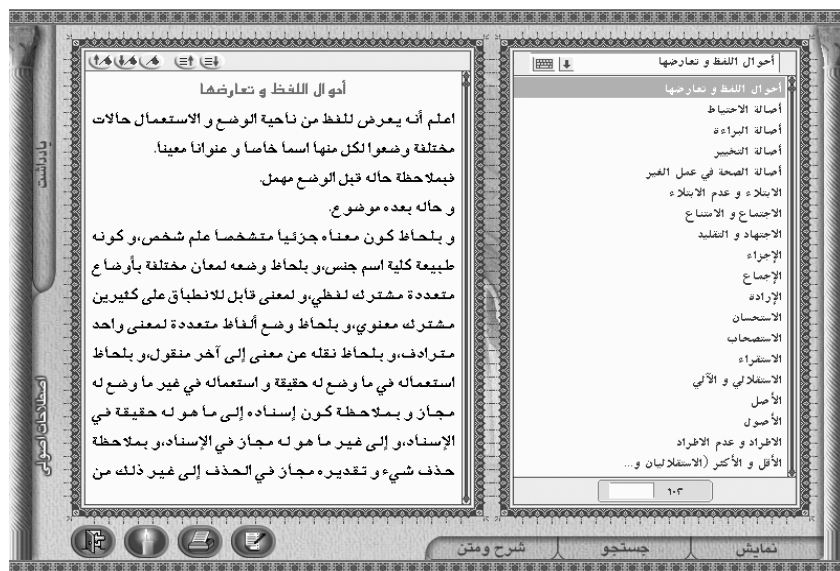 أحوال اللفظ و تعارضها
أحوال اللفظ و تعارضها
أصالة الاحتياط
أصالة البراءة
أصالة التخيير
أصالة الصحة في عمل الغير
الابتلاء و عدم الابتلاء
الاجتماع و الامتناع
الاجتهاد و التقليد
الإجزاء
الإجماع
الإرادة
الاستحسان
الاستصحاب
الاستقراء
الاستقلالي و الآلي
الأصل
الأصول
الاطراد و عدم الاطراد
الأقل و الأكثر (الاستقلاليان و...
١٠٢
أحوال اللفظ و تعارضها
اعلم أنه يعرض للفظ من ناحية الوضع و الاستعمال حالات
مختلفة وضعوا لكل منها اسماً خاصاً و عنواناً معيناً.
فبملاحظة حاله قبل الوضع مهمل.
و حاله بعده موضوع.
و بلحاظ كون معناه جزئياً متشخصاً علم شخص،و كونه
طبيعة كلية اسم جنس،و بلحاظ وضعه لمعان مختلفة بأوضاع
متعددة مشترك لفظي،و لمعنى قابل للانطباق على كثيرين
مشترك معنوي،و بلحاظ وضع ألفاظ متعددة لمعنى واحد
مترادف،و بلحاظ نقله عن معنى إلى آخر منقول،و بلحاظ
استعماله في ما وضع له حقيقة و استعماله في غير ما وضع له
مجاز و بملاحظة كون إسناده إلى ما هو له حقيقة في
الإسناد،و إلى غير ما هو له مجاز في الإسناد،و بملاحظة
حذف شيء و تقديره مجاز في الحذف إلى غير ذلك من
يادداشت
اصطلاحات اصولى
نمايش
جستجو
شرح ومتن